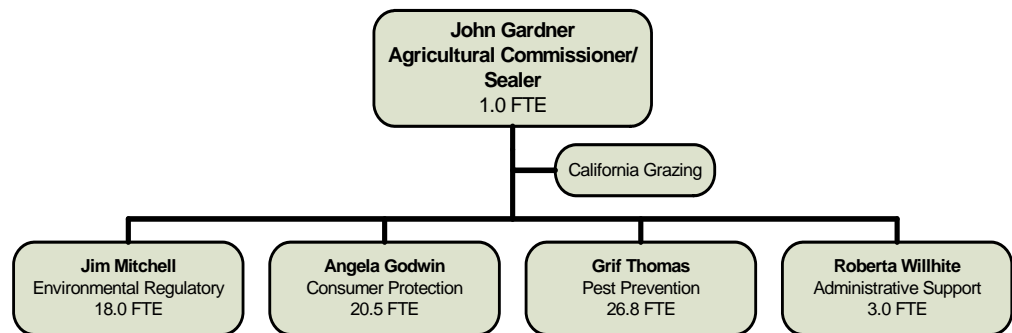 John Gardner
Agricultural Commissioner/
Sealer
1.0 FTE
California Grazing
Jim Mitchell
Environmental Regulatory
18.0 FTE
Angela Godwin
Consumer Protection
20.5 FTE
Grif Thomas
Pest Prevention
26.8 FTE
Roberta Willhite
Administrative Support
3.0 FTE